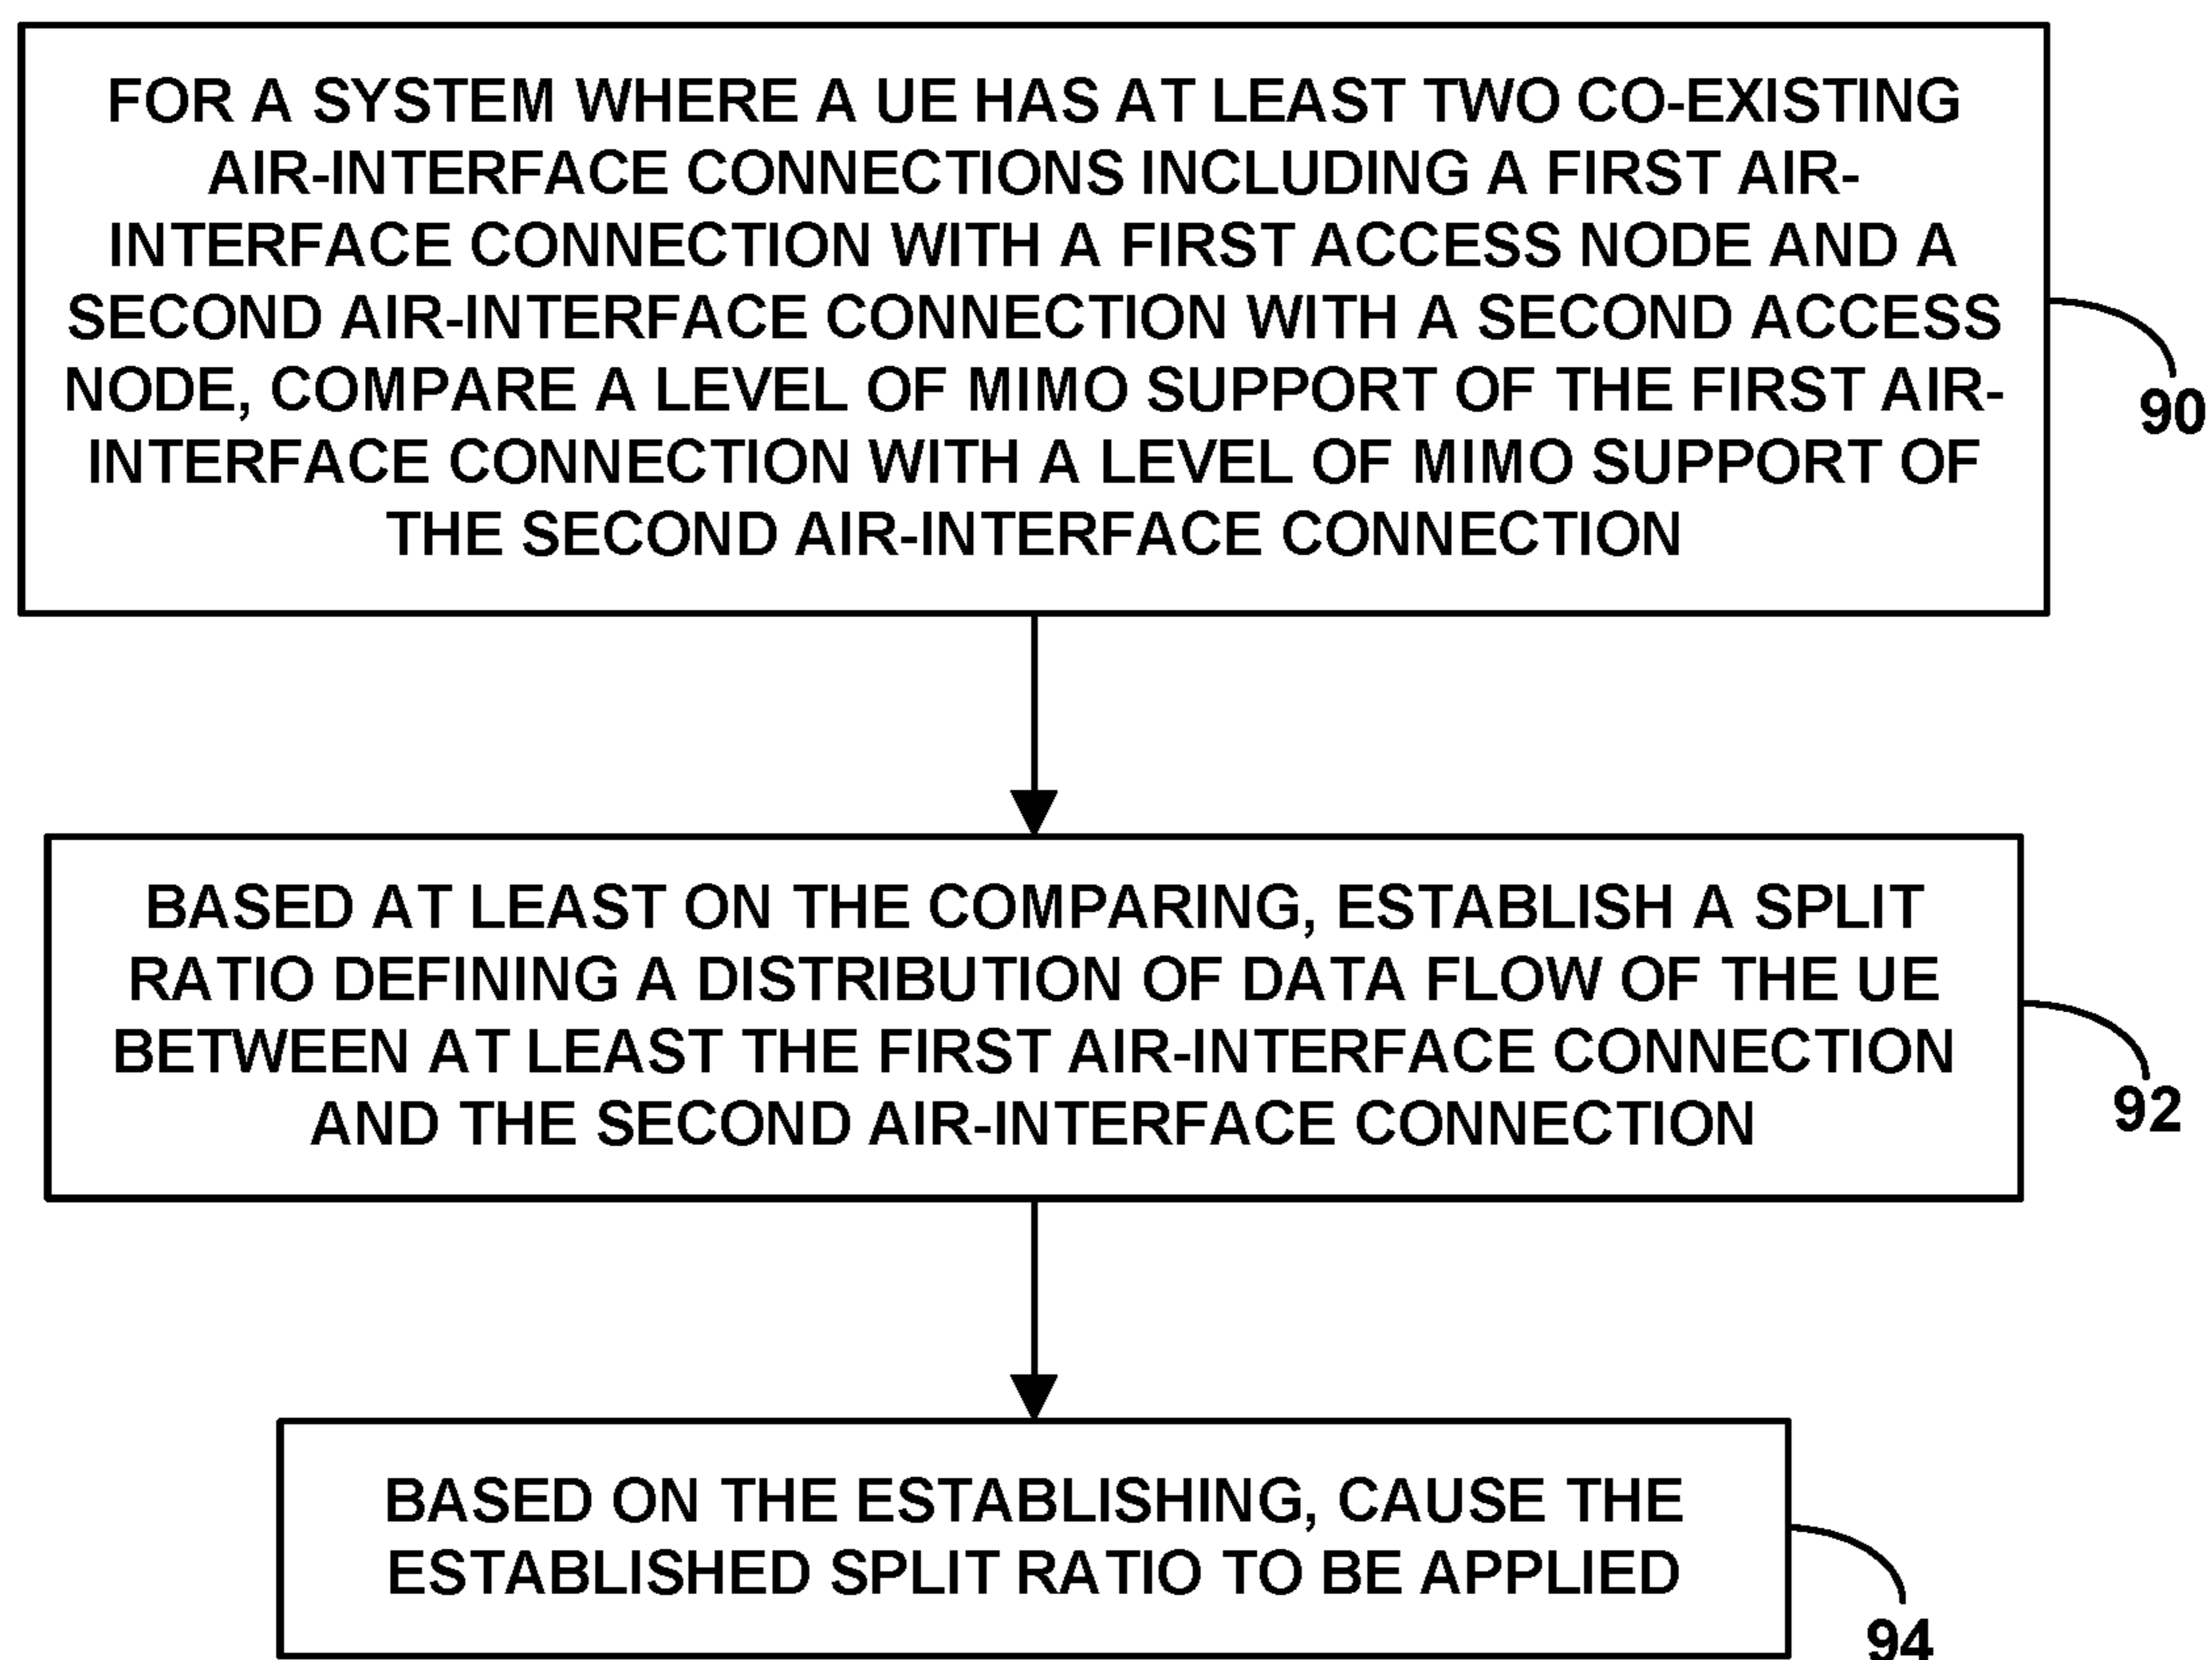 FOR A SYSTEM WHERE A UE HAS AT LEAST TWO CO-EXISTING
AIR-INTERFACE CONNECTIONS INCLUDING A FIRST AIR-
INTERFACE CONNECTION WITH A FIRST ACCESS NODE AND A
SECOND AIR-INTERFACE CONNECTION WITH A SECOND ACCESS
NODE, COMPARE A LEVEL OF MIMO SUPPORT OF THE FIRST AIR-
INTERFACE CONNECTION WITH A LEVEL OF MIMO SUPPORT OF
THE SECOND AIR-INTERFACE CONNECTION
90
BASED AT LEAST ON THE COMPARING, ESTABLISH A SPLIT
RATIO DEFINING A DISTRIBUTION OF DATA FLOW OF THE UE
BETWEEN AT LEAST THE FIRST AIR-INTERFACE CONNECTION
AND THE SECOND AIR-INTERFACE CONNECTION
92
BASED ON THE ESTABLISHING, CAUSE THE
ESTABLISHED SPLIT RATIO TO BE APPLIED
94